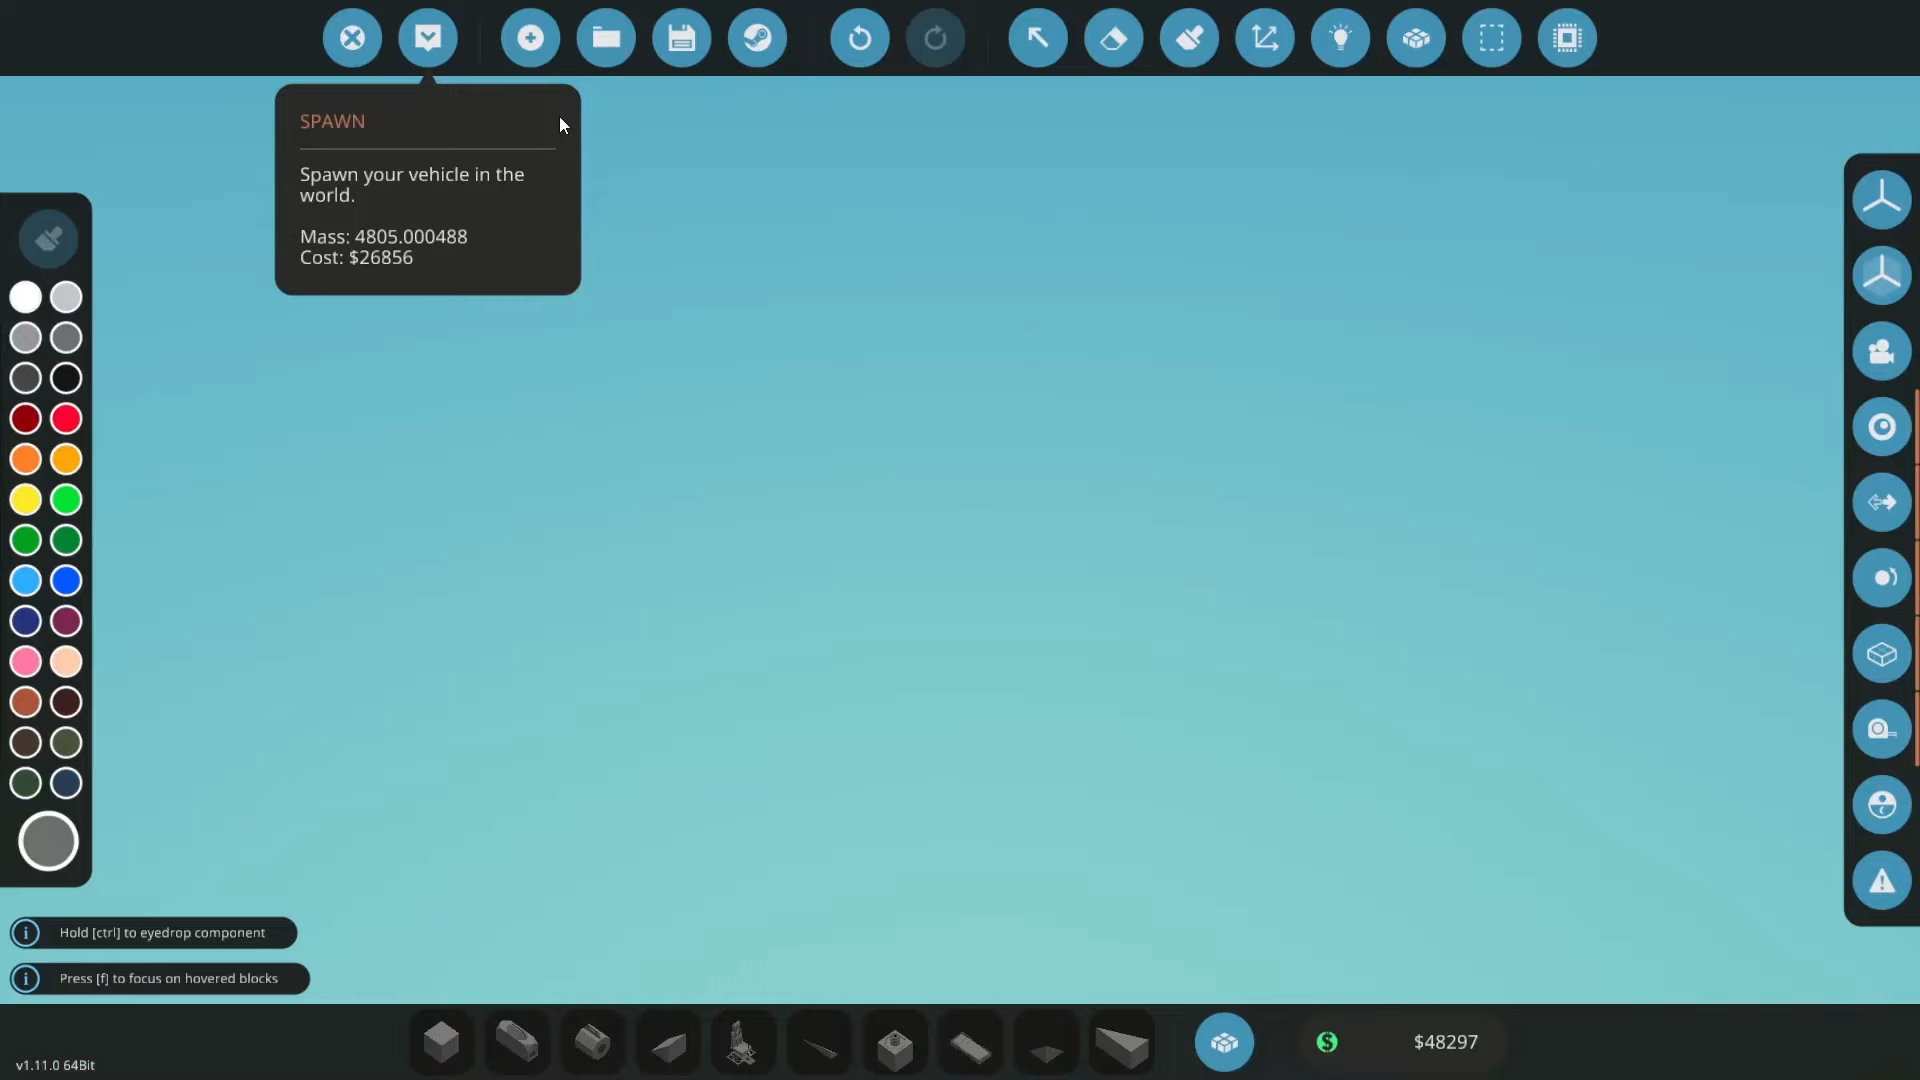 SPAWN
Spawn your vehicle in the
world.
Mass: 4805.000488
Cost: $26856
Hold [ctrl] to eyedrop component
Press [f] to focus on hovered blocks
$48297
v1.11.0 64Bit